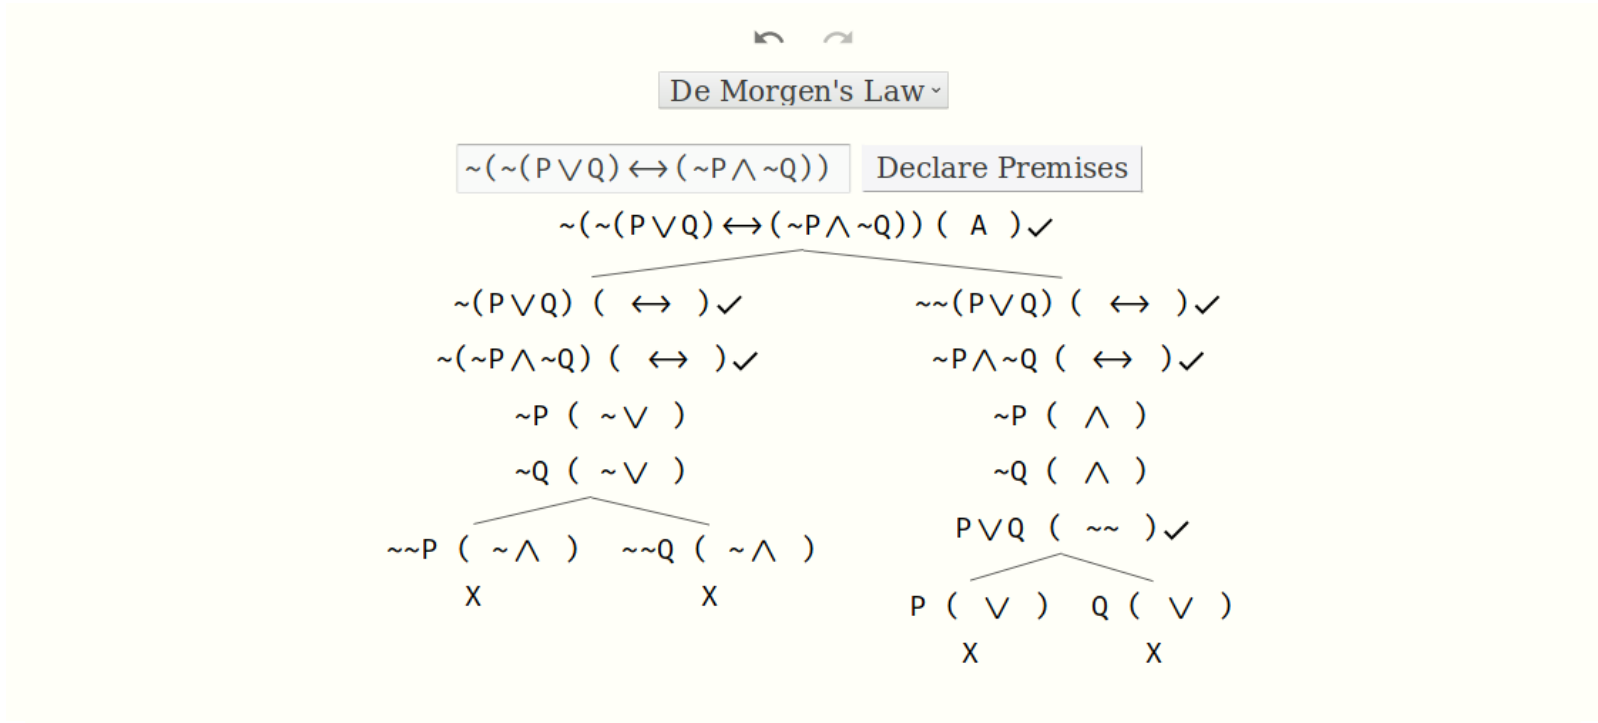 De Morgen's Law
~(~(P∨Q)↔(~P∧~Q)) Declare Premises
~(~(P∨Q)↔(~P∧~Q)) ( A )✓
~(P∨Q) ( ↔ )✓ ~~(P∨Q) ( ↔ )✓
~(~P∧~Q) ( ↔ )✓ ~P∧~Q ( ↔ )✓
~P ( ~∨ ) ~P ( ∧ )
~Q ( ~∨ ) ~Q ( ∧ )
P∨Q ( ~~ )✓
~~P ( ~∧ ) ~~Q ( ~∧ )
X X
P ( ∨ ) Q ( ∨ )
X X